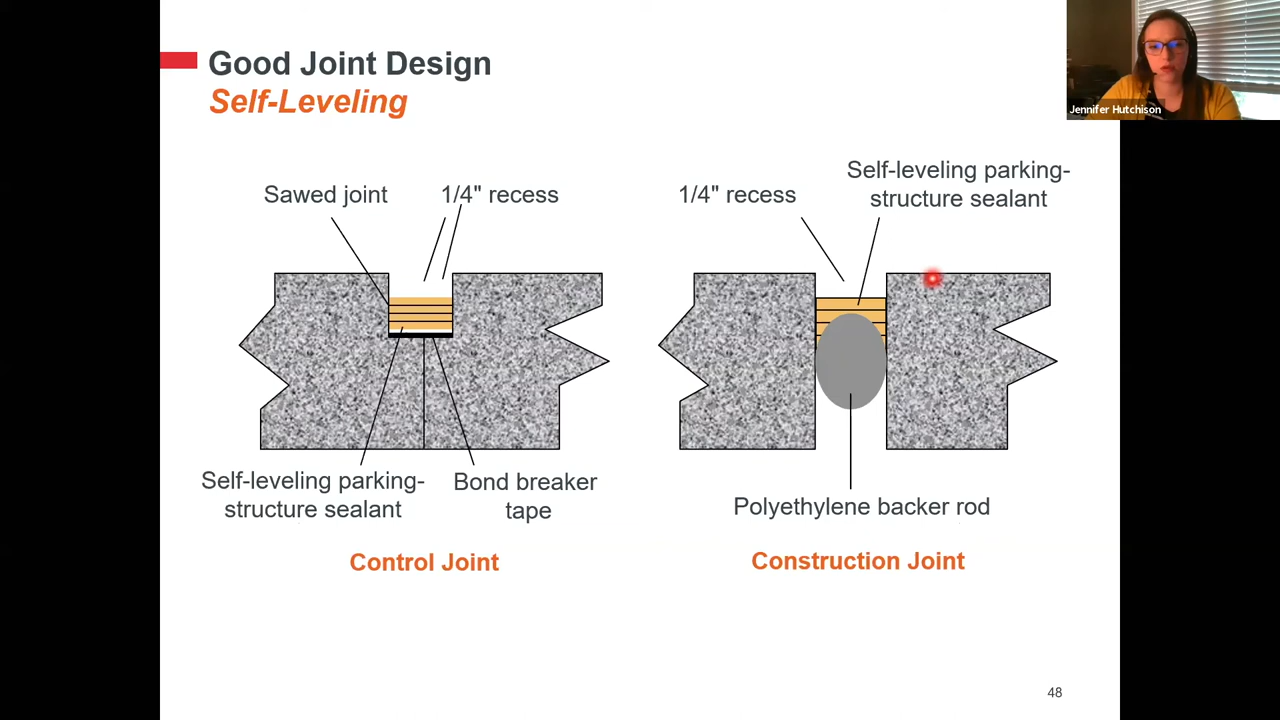 Good Joint Design
Self-Leveling
Jennifer Hutchison
Sawed joint
1/4" recess
1/4" recess
Self-leveling parking-
structure sealant
Self-leveling parking-
structure sealant
Bond breaker
tape
Polyethylene backer rod
Control Joint
Construction Joint
48